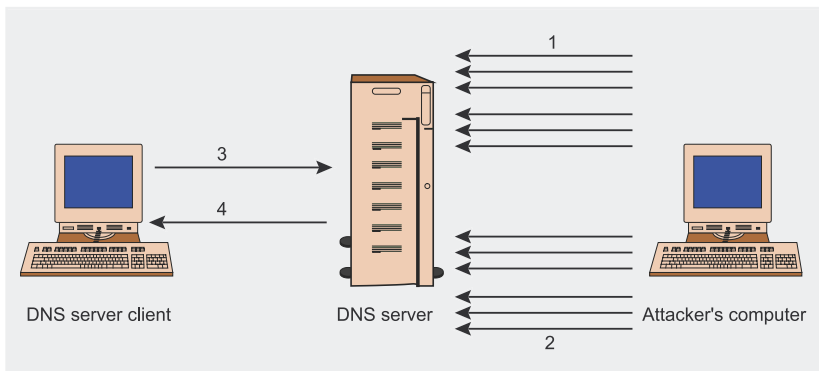 1
3
4
DNS server client
DNS server
Attacker's computer
2